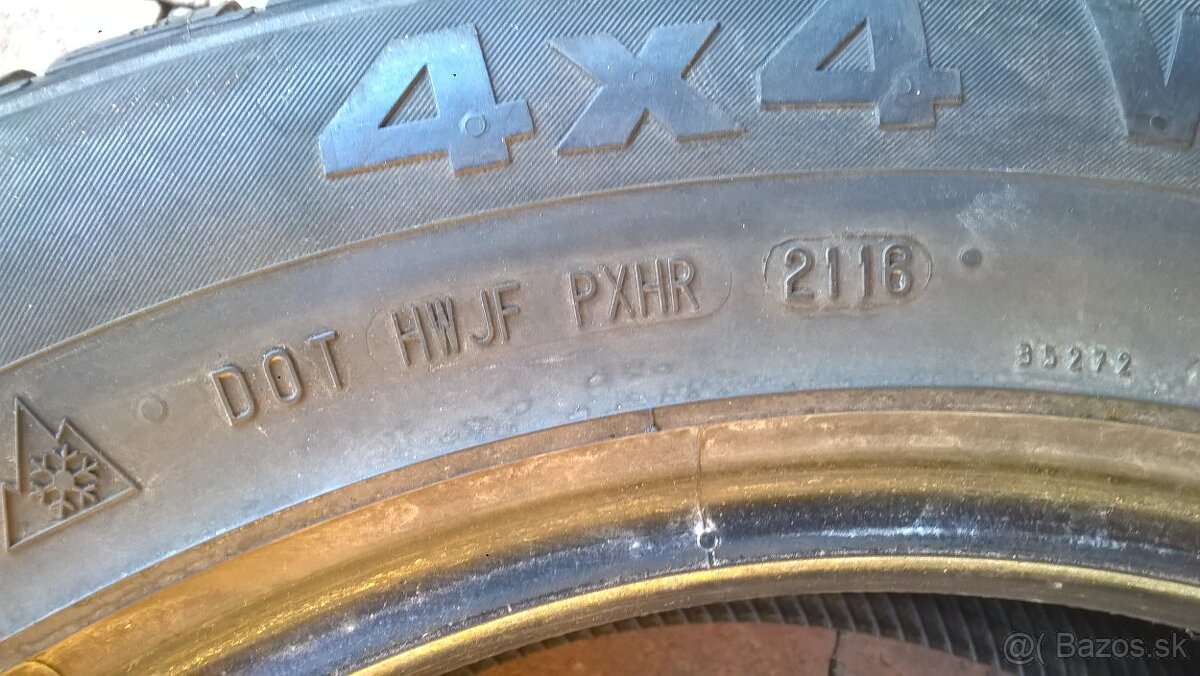 4x4
DOT HWJF PXHR 2116
35272
@ Bazos.sk